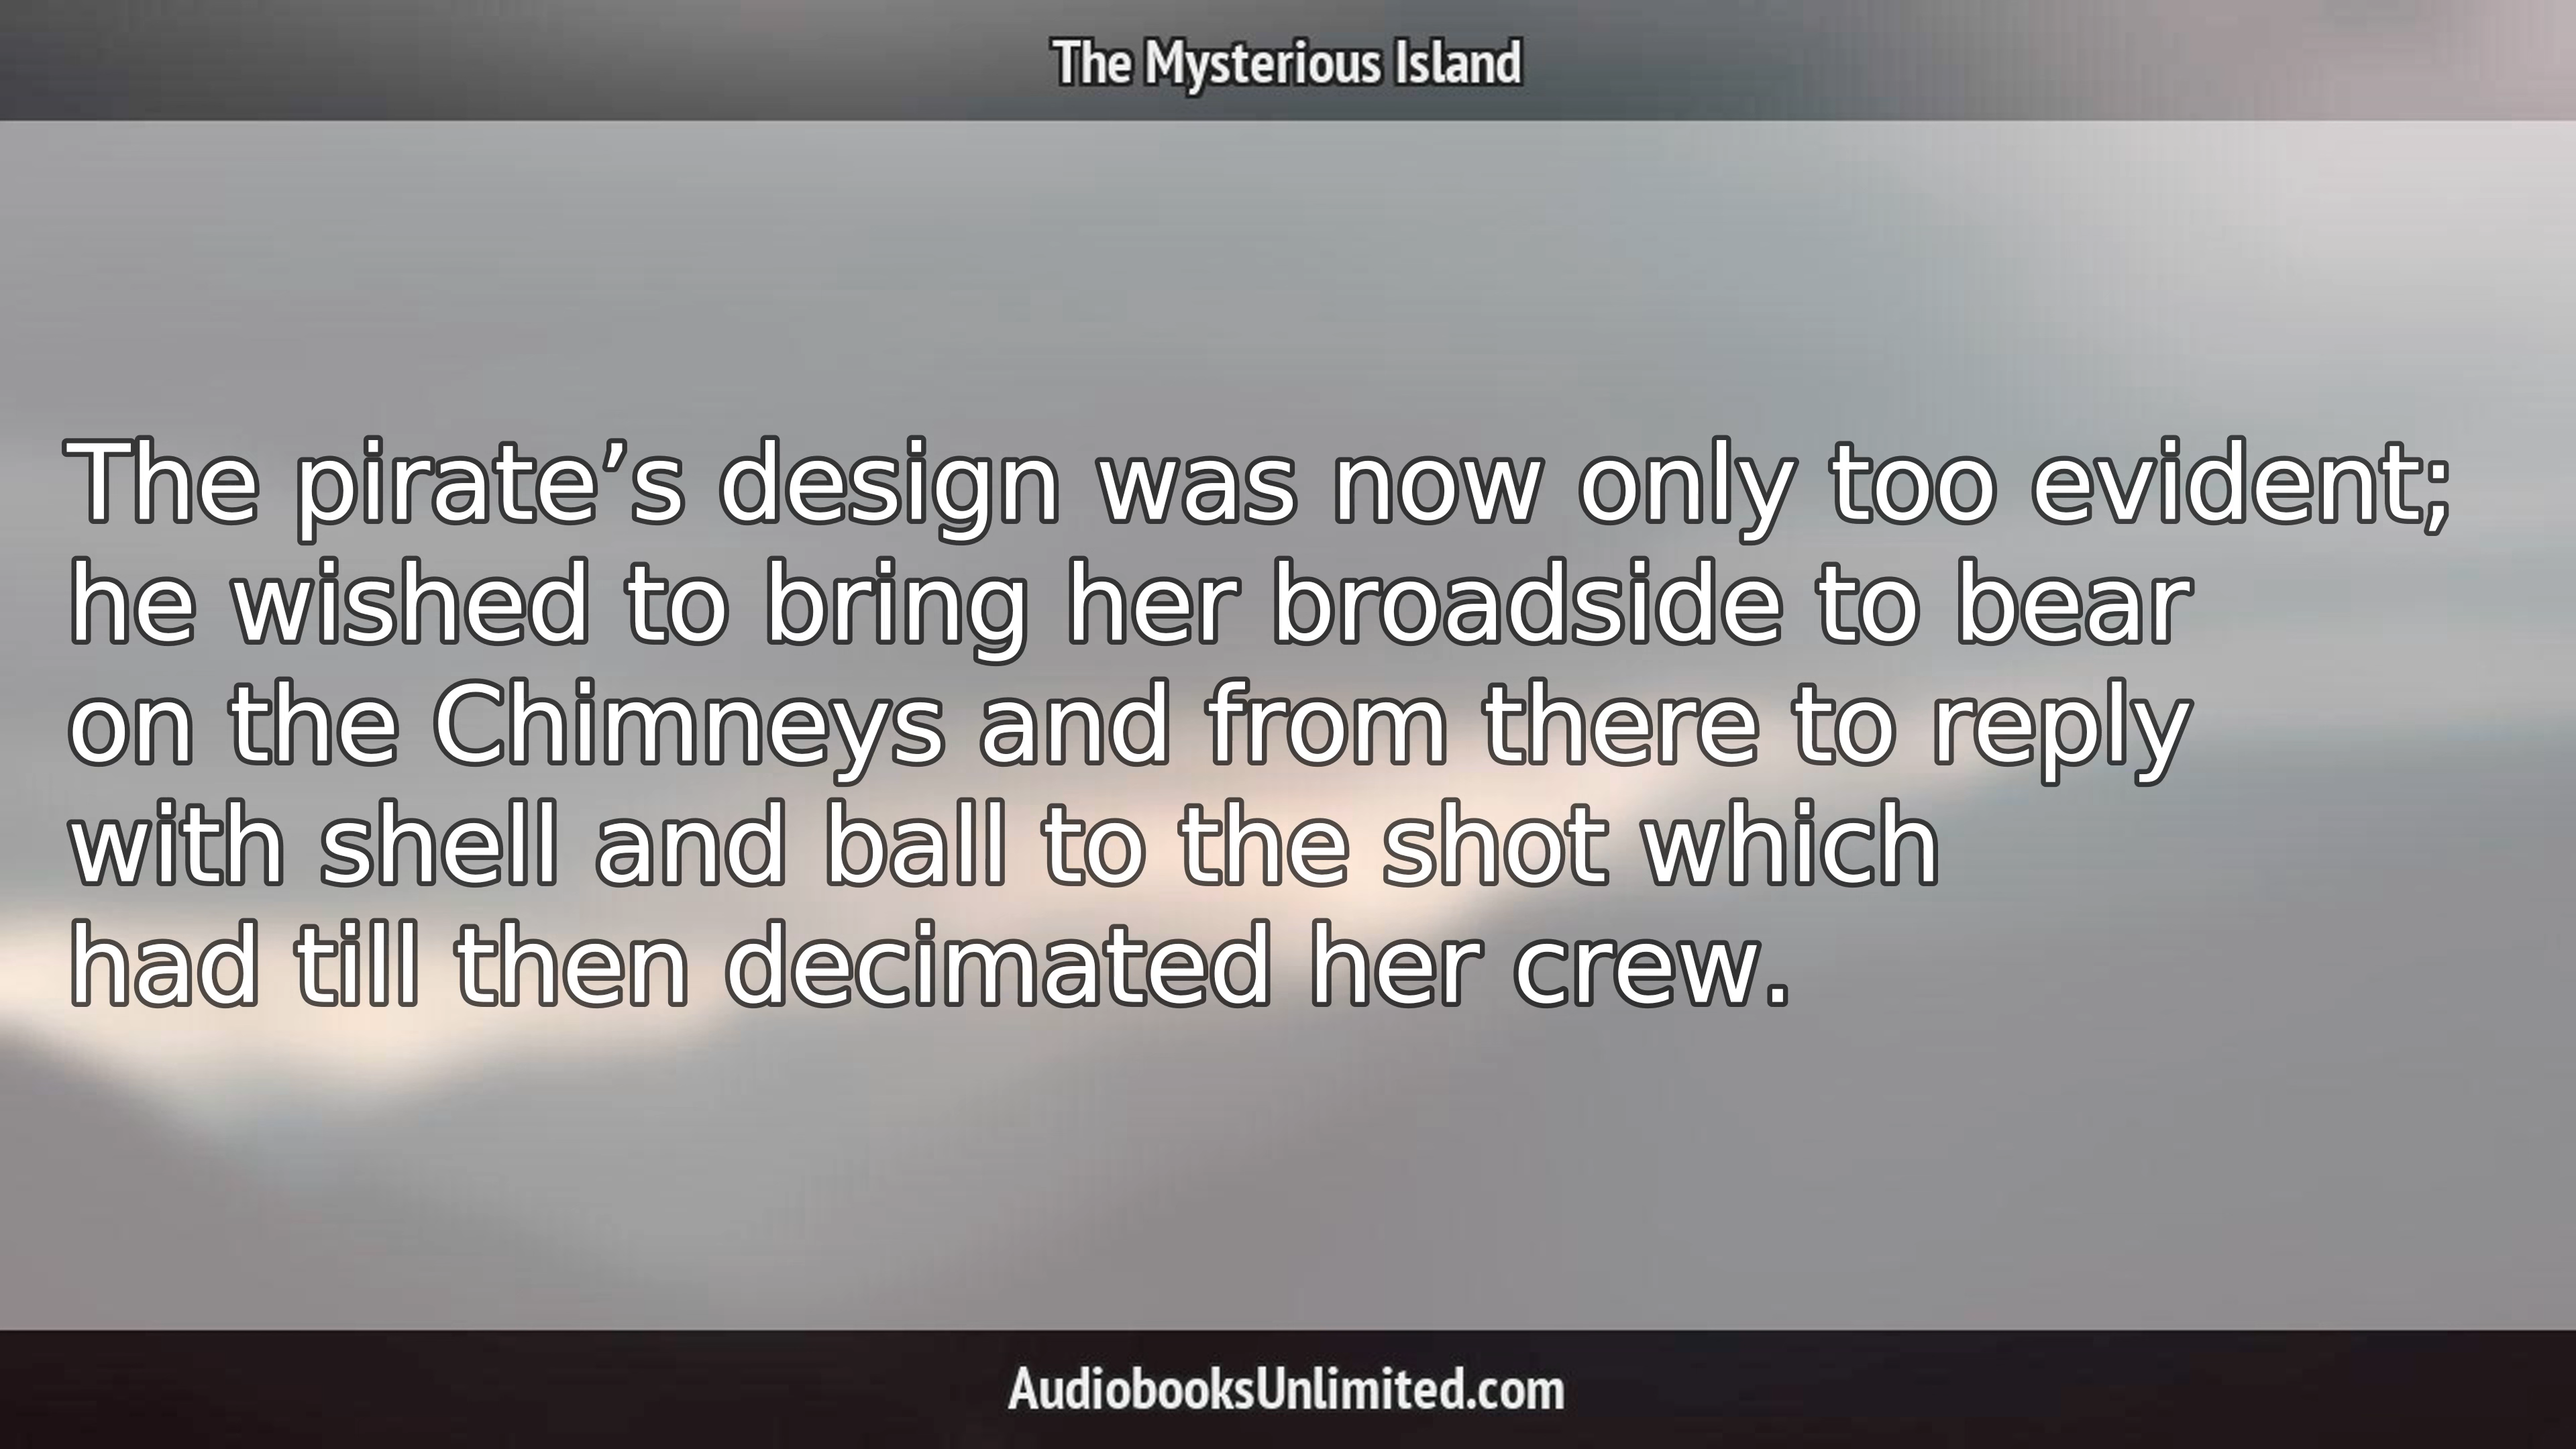 The Mysterious Island
The pirate’s design was now only too evident;
he wished to bring her broadside to bear
on the Chimneys and from there to reply
with shell and ball to the shot which
had till then decimated her crew.
AudiobooksUnlimited.com